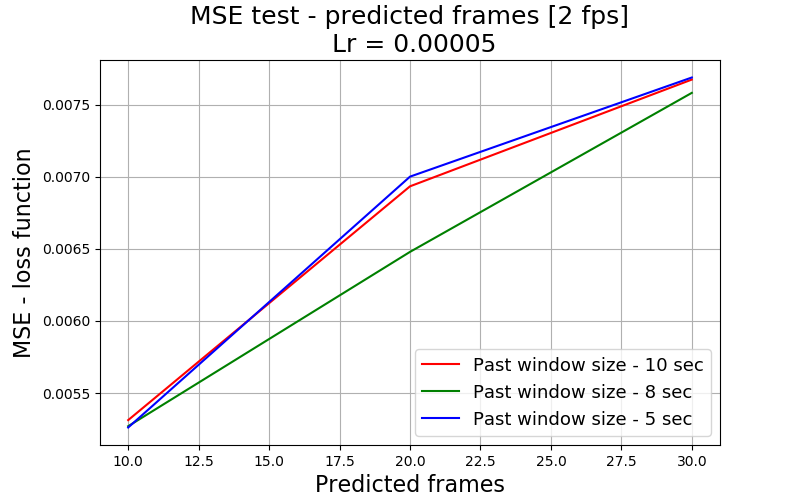 MSE test - predicted frames [2 fps]
Lr = 0.00005
MSE - loss function
0.0075
0.0070
0.0065
0.0060
0.0055
Past window size - 10 sec
Past window size - 8 sec
Past window size - 5 sec
10.0 12.5 15.0 17.5 20.0 22.5 25.0 27.5 30.0
Predicted frames